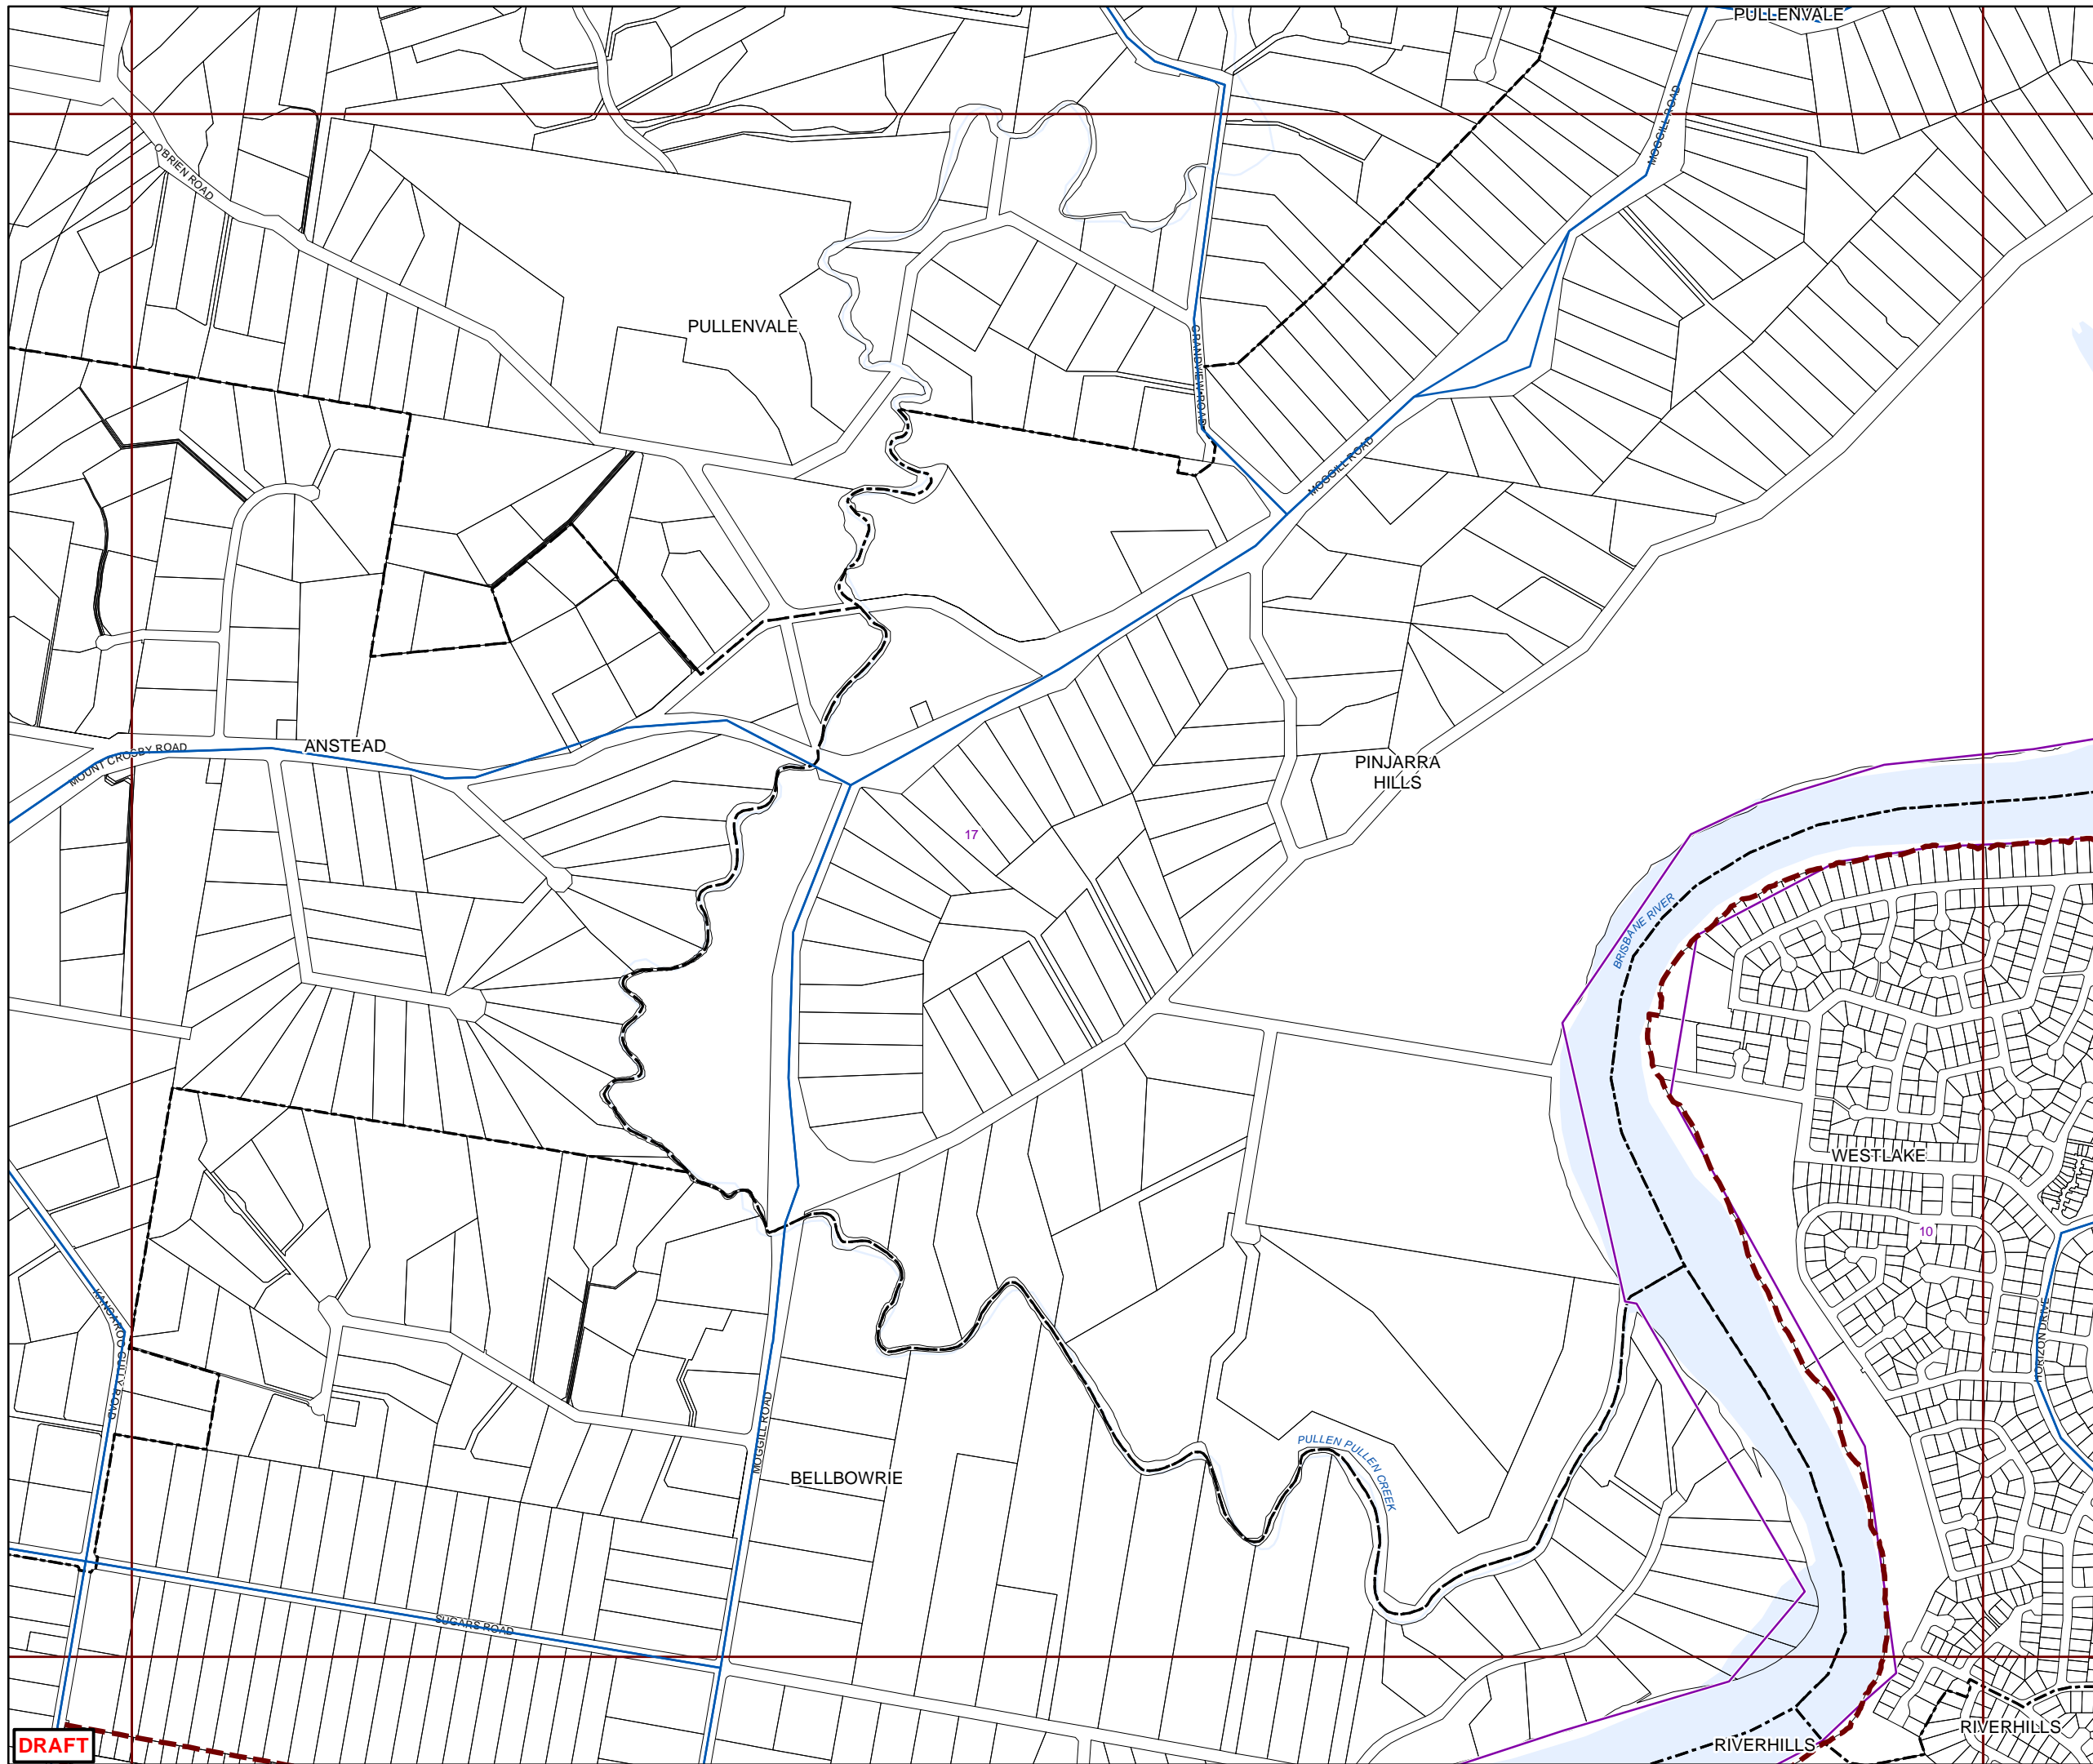 PULLENVALE
MOGGILL ROAD
O'BRIEN ROAD
PULLENVALE
GRANDVIEW ROAD
MOGGILL ROAD
ANSTEAD
MOUNT CROSBY ROAD
PINJARRA
HILLS
17
BRISBANE RIVER
WESTLAKE
10
KANGAROO GULLY ROAD
HORIZON DRIVE
MOGGILL ROAD
PULLEN PULLEN CREEK
BELLBOWRIE
SUGARS ROAD
RIVERHILLS
RIVERHILLS
DRAFT